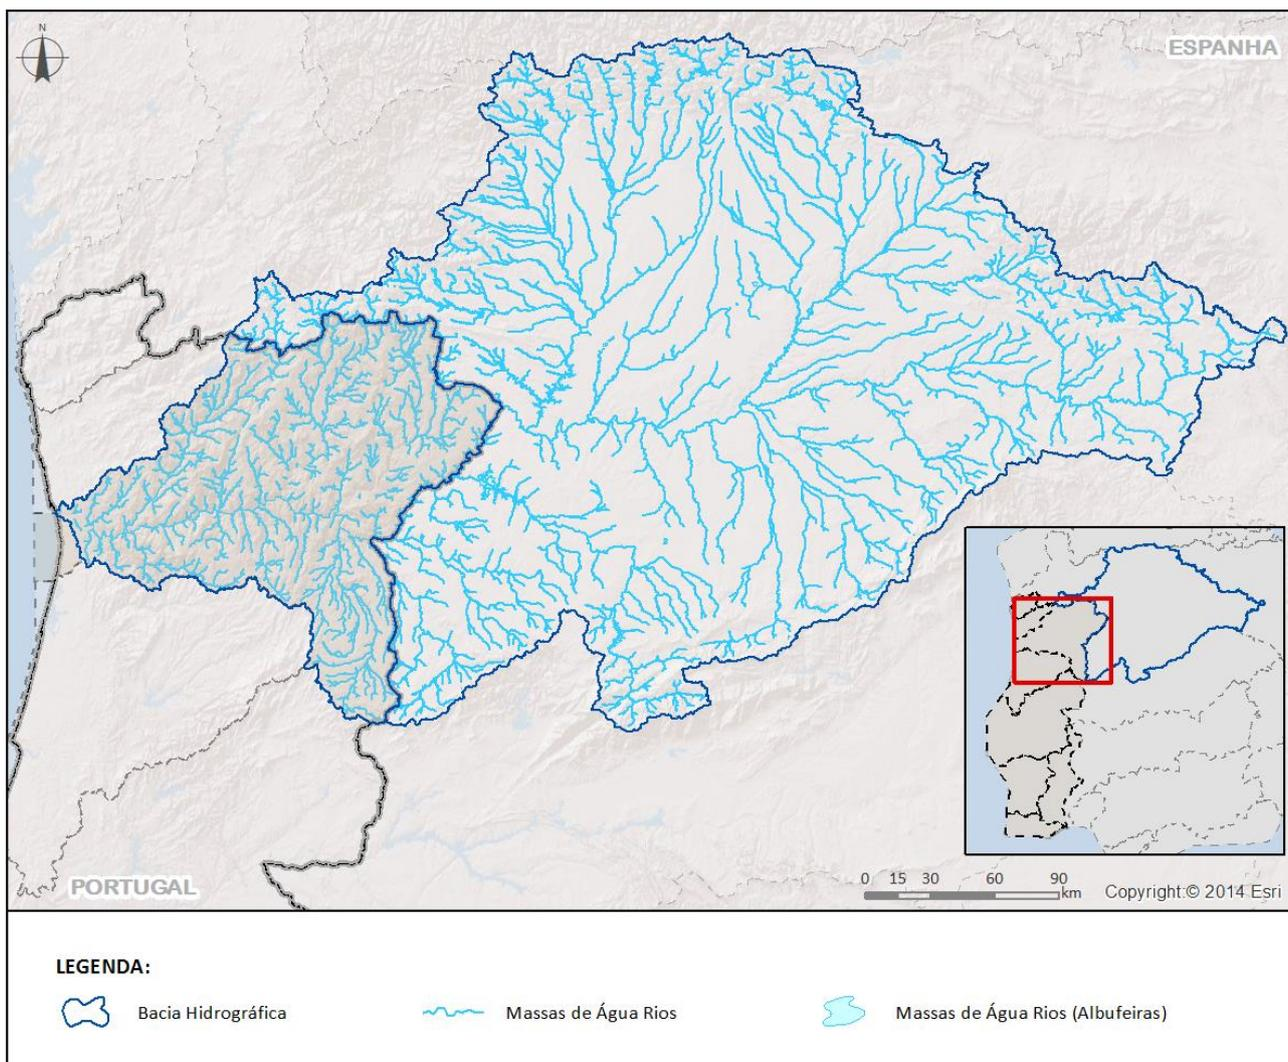 N
ESPANHA
PORTUGAL
0 15 30 60 90
km
Copyright:© 2014 Esri
LEGENDA:
Bacia Hidrográfica
Massas de Água Rios
Massas de Água Rios (Albufeiras)